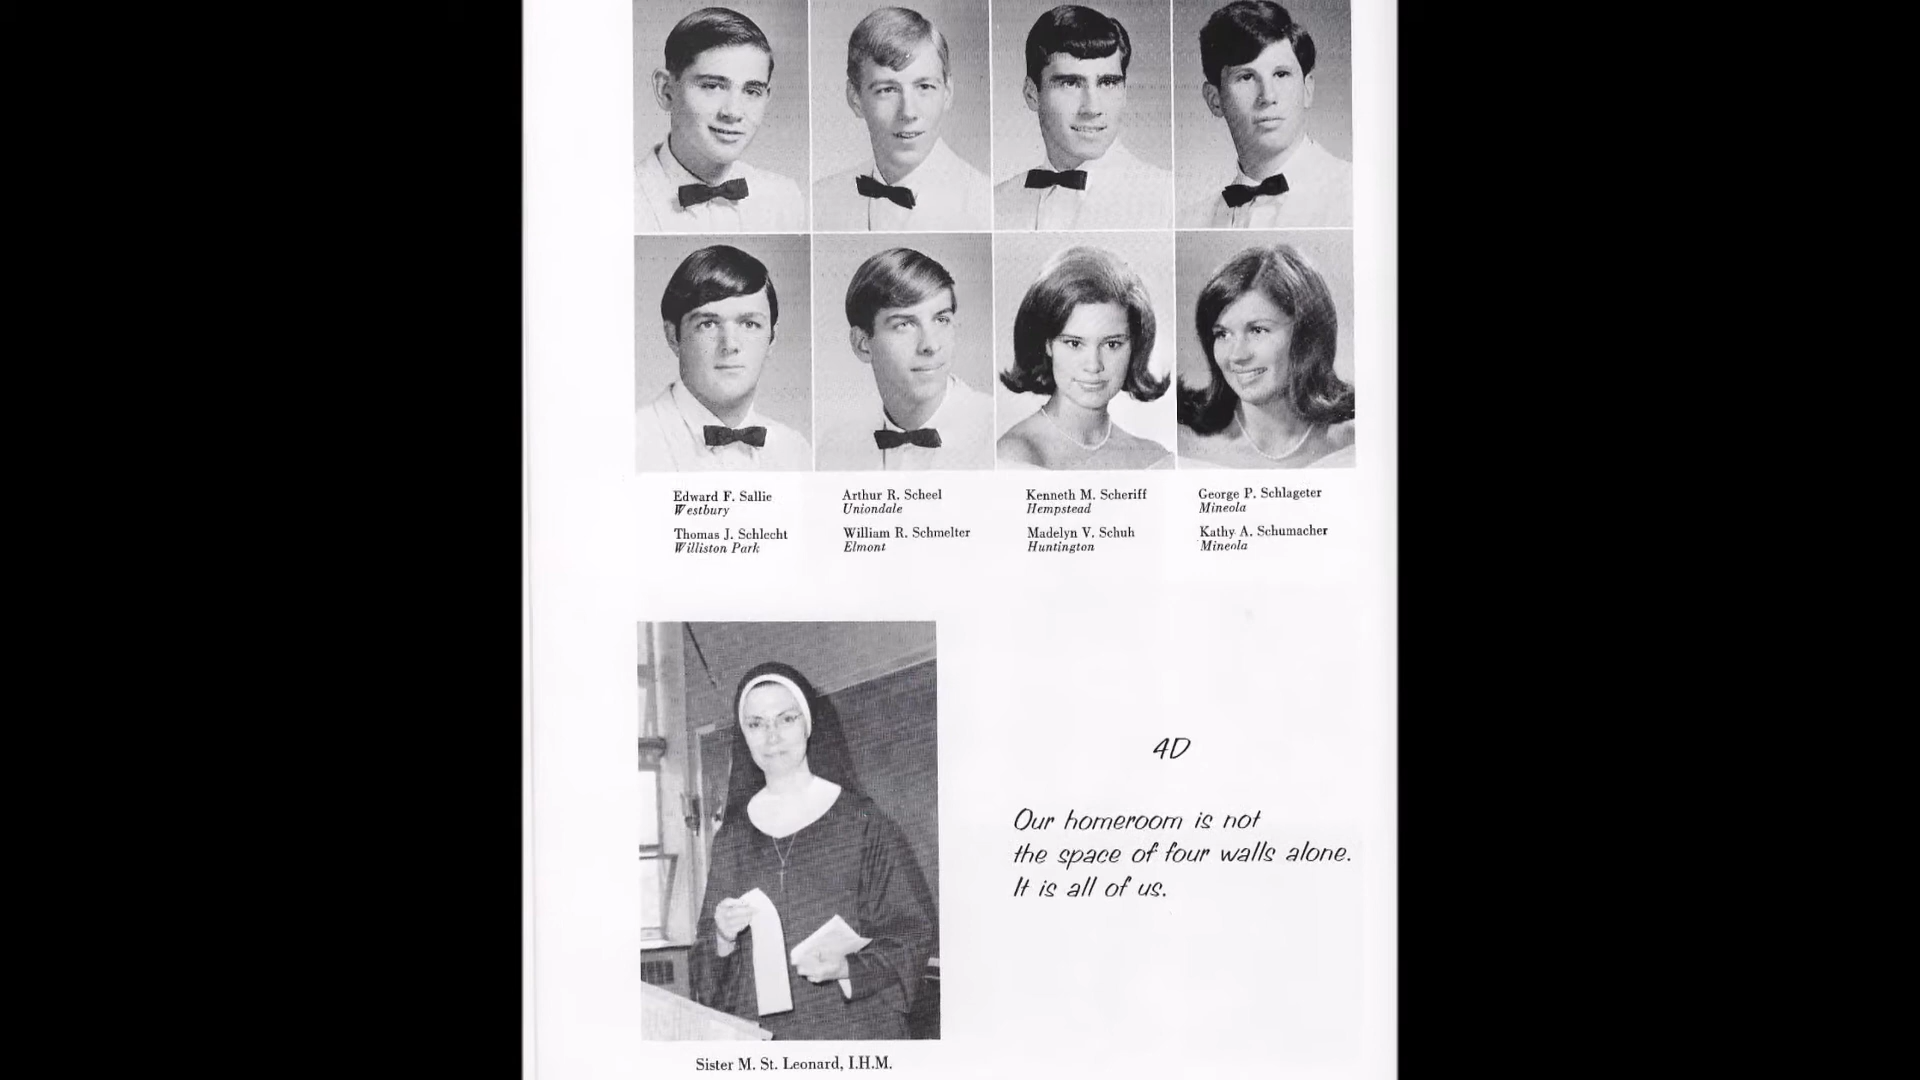 Edward F. Sallie
Westbury
Arthur R. Scheel
Uniondale
Kenneth M. Scheriff
Hempstead
George P. Schlageter
Mineola
Thomas J. Schlecht
Williston Park
William R. Schmelter
Elmont
Madelyn V. Schuh
Huntington
Kathy A. Schumacher
Mineola
4D
Our homeroom is not
the space of four walls alone.
It is all of us.
Sister M. St. Leonard, I.H.M.